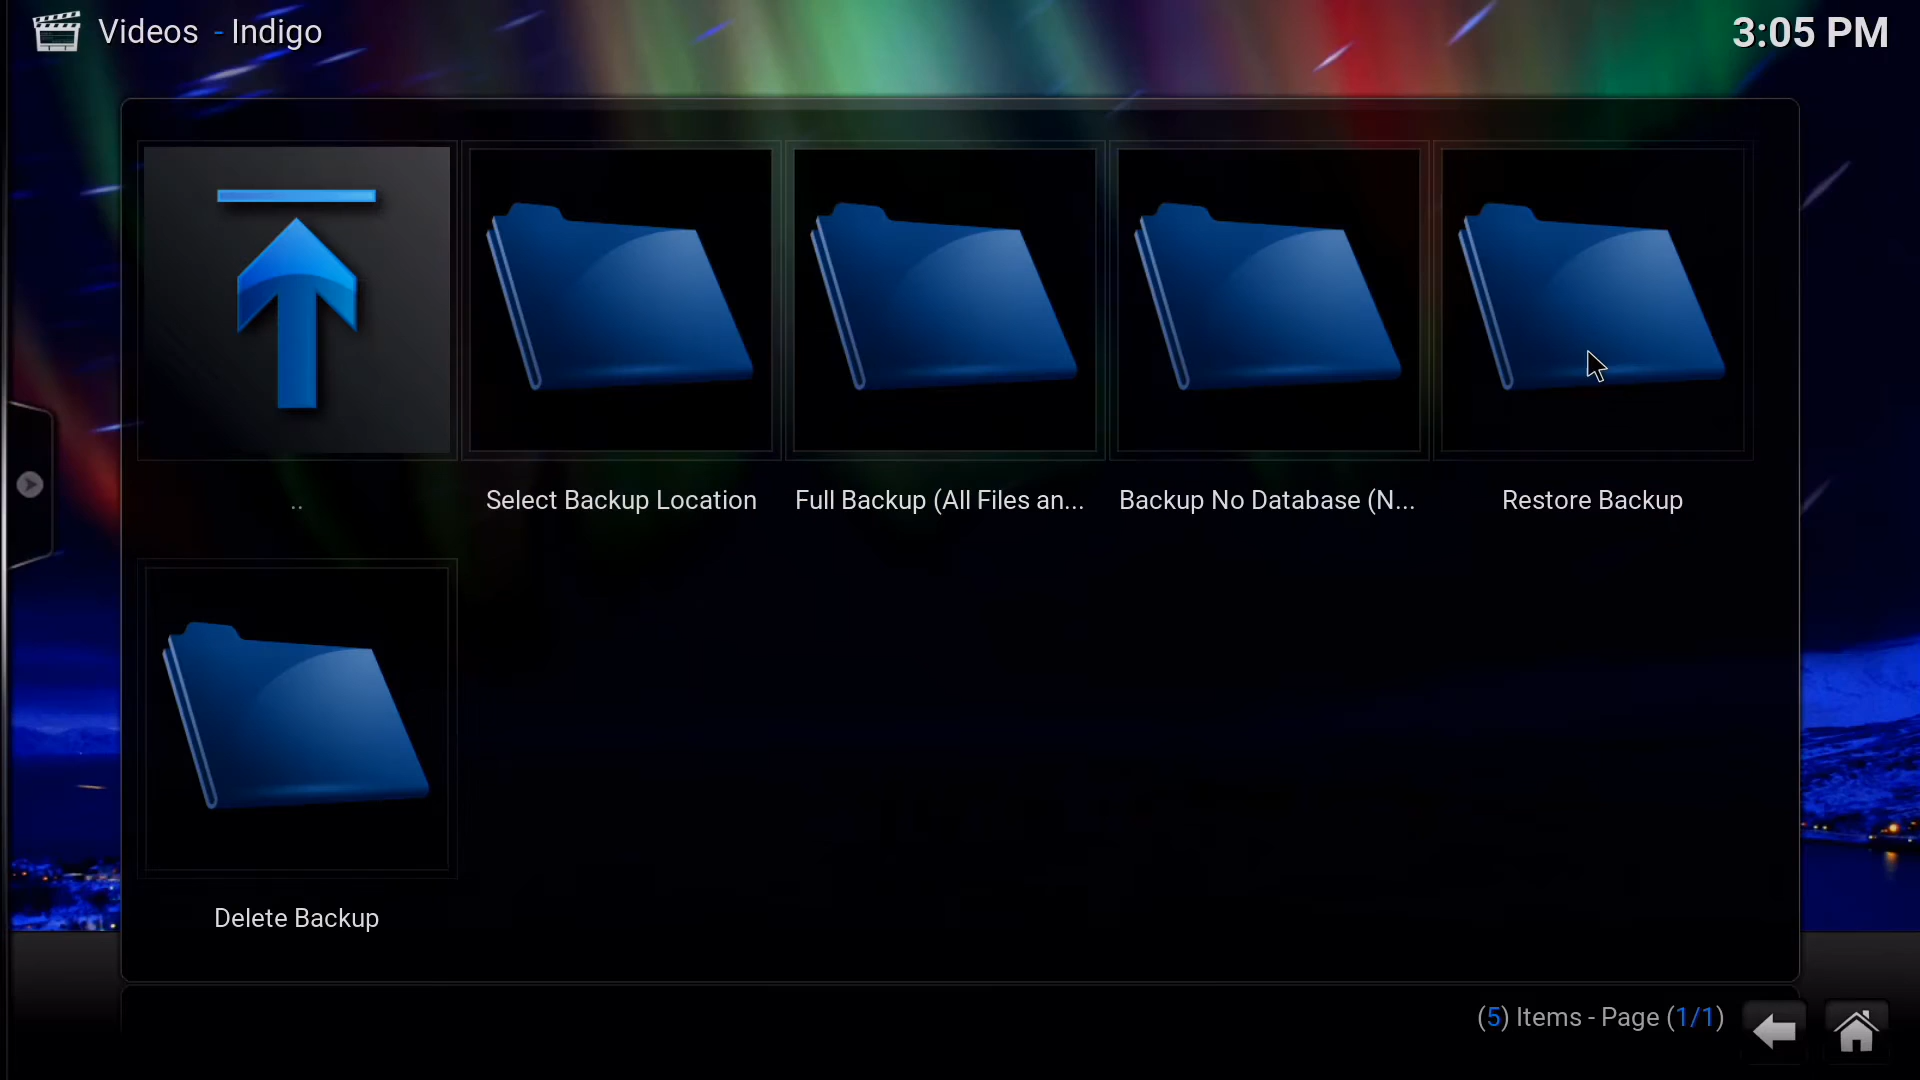 Videos - Indigo
3:05 PM
..
Select Backup Location
Full Backup (All Files an...
Backup No Database (N...
Restore Backup
Delete Backup
(5) Items - Page (1/1)